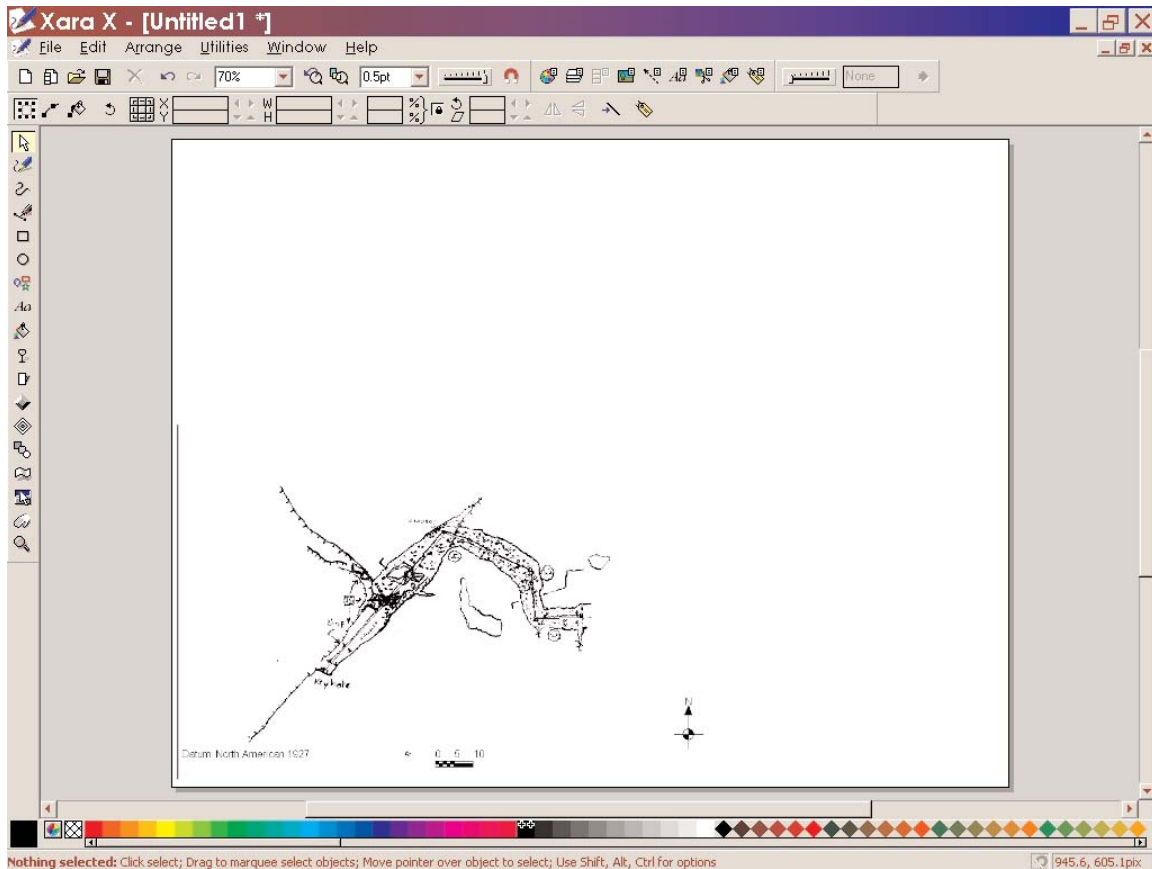 Xara X - [Untitled1 *]
File Edit Arrange Utilities Window Help
70% 0.5pt None
X W % 
Y H %
Aa
Keyhole
N
Datum: North American 1927
0 5 10
Nothing selected: Click select; Drag to marquee select objects; Move pointer over object to select; Use Shift, Alt, Ctrl for options
945.6, 605.1pix